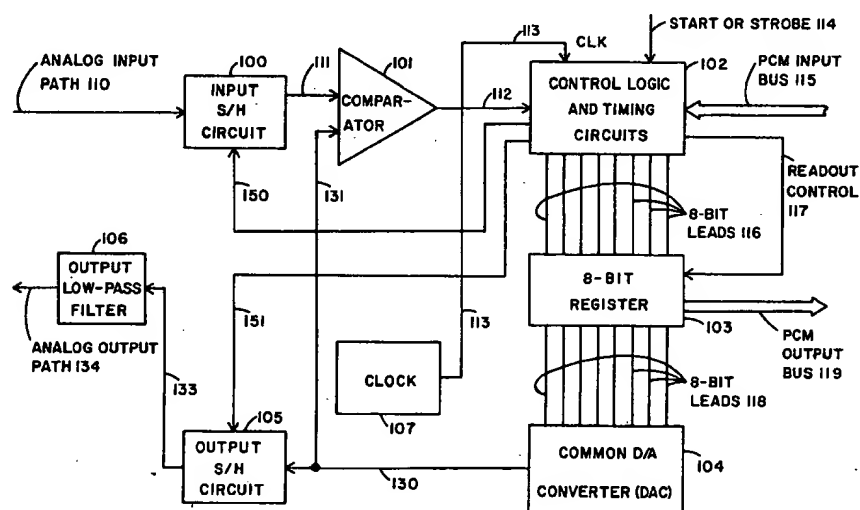 START OR STROBE 114
113
CLK
102
PCM INPUT
BUS 115
ANALOG INPUT
PATH 110
100
INPUT
S/H
CIRCUIT
111
101
COMPAR-
ATOR
112
CONTROL LOGIC
AND TIMING
CIRCUITS
150
131
READOUT
CONTROL
117
8-BIT
LEADS 116
106
OUTPUT
LOW-PASS
FILTER
8-BIT
REGISTER
103
ANALOG OUTPUT
PATH 134
151
113
PCM
OUTPUT
BUS 119
133
CLOCK
107
8-BIT
LEADS 118
105
OUTPUT
S/H
CIRCUIT
130
COMMON D/A
CONVERTER (DAC)
104